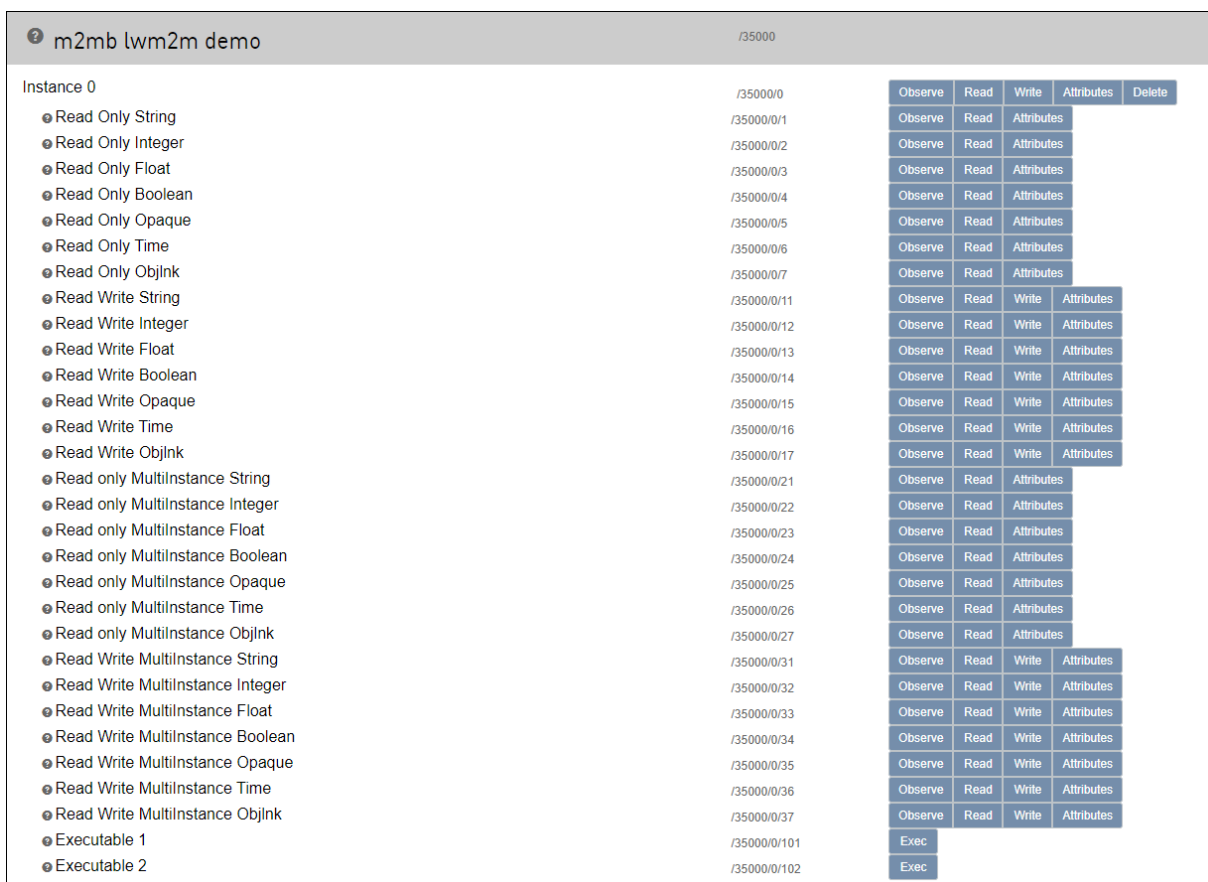 m2mb lwm2m demo /35000
Instance 0 /35000/0 Observe Read Write Attributes Delete
Read Only String /35000/0/1 Observe Read Attributes
Read Only Integer /35000/0/2 Observe Read Attributes
Read Only Float /35000/0/3 Observe Read Attributes
Read Only Boolean /35000/0/4 Observe Read Attributes
Read Only Opaque /35000/0/5 Observe Read Attributes
Read Only Time /35000/0/6 Observe Read Attributes
Read Only Objlnk /35000/0/7 Observe Read Attributes
Read Write String /35000/0/11 Observe Read Write Attributes
Read Write Integer /35000/0/12 Observe Read Write Attributes
Read Write Float /35000/0/13 Observe Read Write Attributes
Read Write Boolean /35000/0/14 Observe Read Write Attributes
Read Write Opaque /35000/0/15 Observe Read Write Attributes
Read Write Time /35000/0/16 Observe Read Write Attributes
Read Write Objlnk /35000/0/17 Observe Read Write Attributes
Read only MultiInstance String /35000/0/21 Observe Read Attributes
Read only MultiInstance Integer /35000/0/22 Observe Read Attributes
Read only MultiInstance Float /35000/0/23 Observe Read Attributes
Read only MultiInstance Boolean /35000/0/24 Observe Read Attributes
Read only MultiInstance Opaque /35000/0/25 Observe Read Attributes
Read only MultiInstance Time /35000/0/26 Observe Read Attributes
Read only MultiInstance Objlnk /35000/0/27 Observe Read Attributes
Read Write MultiInstance String /35000/0/31 Observe Read Write Attributes
Read Write MultiInstance Integer /35000/0/32 Observe Read Write Attributes
Read Write MultiInstance Float /35000/0/33 Observe Read Write Attributes
Read Write MultiInstance Boolean /35000/0/34 Observe Read Write Attributes
Read Write MultiInstance Opaque /35000/0/35 Observe Read Write Attributes
Read Write MultiInstance Time /35000/0/36 Observe Read Write Attributes
Read Write MultiInstance Objlnk /35000/0/37 Observe Read Write Attributes
Executable 1 /35000/0/101 Exec
Executable 2 /35000/0/102 Exec